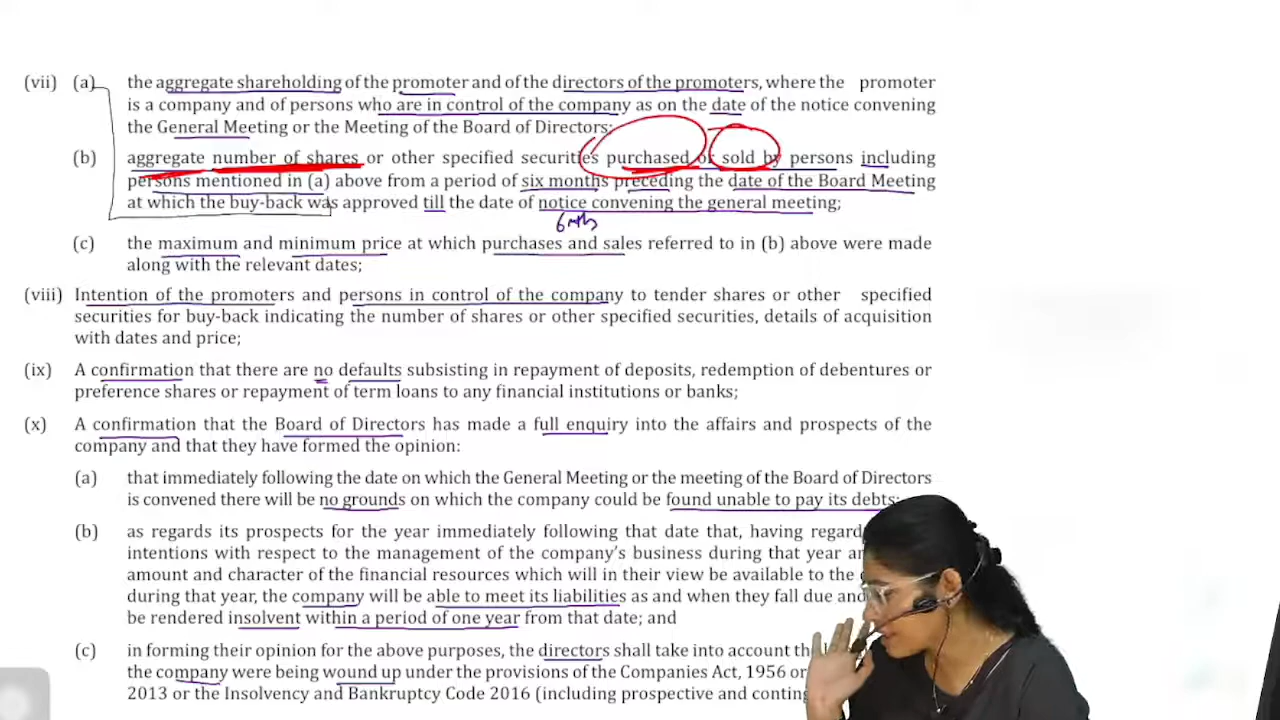 (vii) (a) the aggregate shareholding of the promoter and of the directors of the promoters, where the promoter
is a company and of persons who are in control of the company as on the date of the notice convening
the General Meeting or the Meeting of the Board of Directors;
(b) aggregate number of shares or other specified securities purchased or sold by persons including
persons mentioned in (a) above from a period of six months preceding the date of the Board Meeting
at which the buy-back was approved till the date of notice convening the general meeting;
(c) the maximum and minimum price at which purchases and sales referred to in (b) above were made
along with the relevant dates;
(viii) Intention of the promoters and persons in control of the company to tender shares or other specified
securities for buy-back indicating the number of shares or other specified securities, details of acquisition
with dates and price;
(ix) A confirmation that there are no defaults subsisting in repayment of deposits, redemption of debentures or
preference shares or repayment of term loans to any financial institutions or banks;
(x) A confirmation that the Board of Directors has made a full enquiry into the affairs and prospects of the
company and that they have formed the opinion:
(a) that immediately following the date on which the General Meeting or the meeting of the Board of Directors
is convened there will be no grounds on which the company could be found unable to pay its debts;
(b) as regards its prospects for the year immediately following that date that, having regard
intentions with respect to the management of the company's business during that year
amount and character of the financial resources which will in their view be available to the
during that year, the company will be able to meet its liabilities as and when they fall due and
be rendered insolvent within a period of one year from that date; and
(c) in forming their opinion for the above purposes, the directors shall take into account
the company were being wound up under the provisions of the Companies Act, 1956 or
2013 or the Insolvency and Bankruptcy Code 2016 (including prospective and